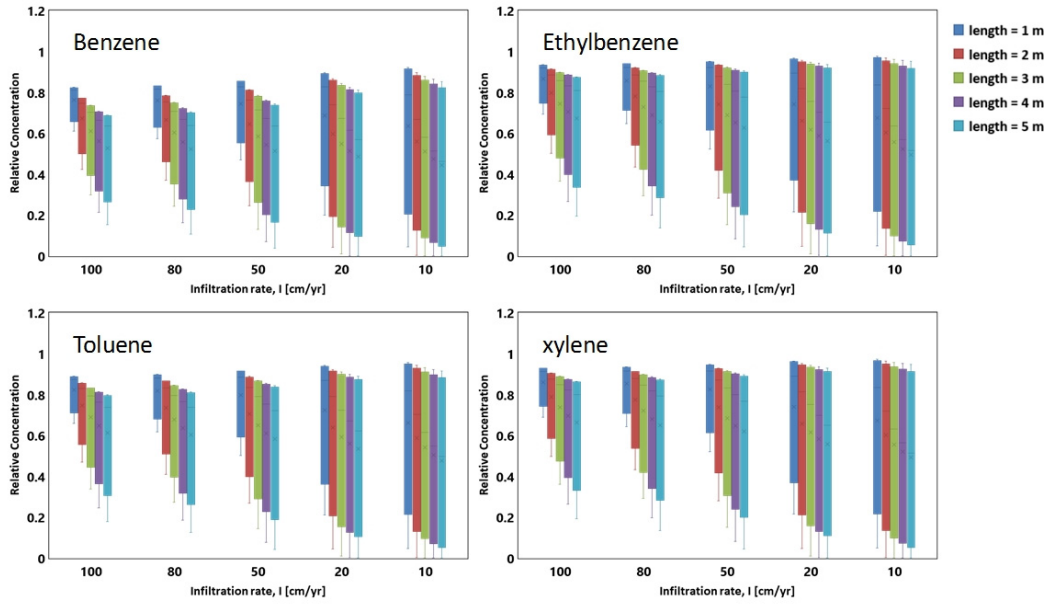 Benzene
Relative Concentration
1.2
1
0.8
0.6
0.4
0.2
0
100 80 50 20 10
Infiltration rate, I [cm/yr]
Ethylbenzene
Relative Concentration
1.2
1
0.8
0.6
0.4
0.2
0
100 80 50 20 10
Infiltration rate, I [cm/yr]
length = 1 m
length = 2 m
length = 3 m
length = 4 m
length = 5 m
Toluene
Relative Concentration
1.2
1
0.8
0.6
0.4
0.2
0
100 80 50 20 10
Infiltration rate, I [cm/yr]
xylene
Relative Concentration
1.2
1
0.8
0.6
0.4
0.2
0
100 80 50 20 10
Infiltration rate, I [cm/yr]